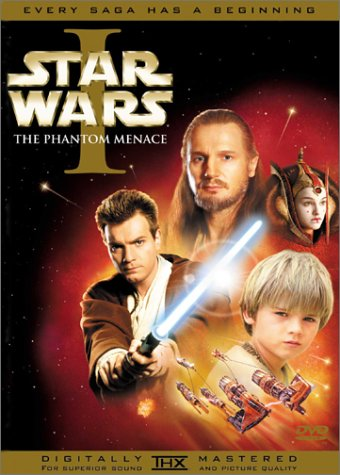 EVERY SAGA HAS A BEGINNING
STAR
I
WARS
THE PHANTOM MENACE
DVD
VIDEO
DIGITALLY THX MASTERED
FOR SUPERIOR SOUND AND PICTURE QUALITY